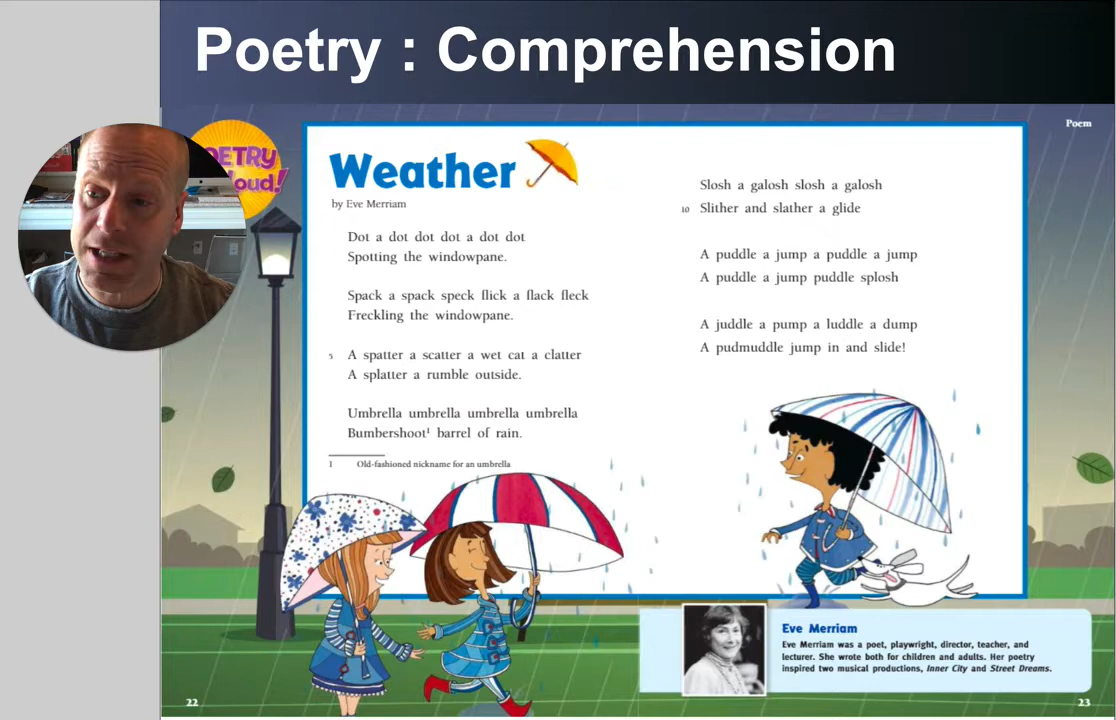 Poetry : Comprehension
Poem
ETRY
oud!
Weather
by Eve Merriam
Dot a dot dot dot a dot dot
Spotting the windowpane.
Spack a spack speck flick a flack fleck
Freckling the windowpane.
5 A spatter a scatter a wet cat a clatter
A splatter a rumble outside.
Umbrella umbrella umbrella umbrella
Bumbershoot¹ barrel of rain.
1 Old-fashioned nickname for an umbrella
Slosh a galosh slosh a galosh
10 Slither and slather a glide
A puddle a jump a puddle a jump
A puddle a jump puddle splosh
A juddle a pump a luddle a dump
A pudmuddle jump in and slide!
Eve Merriam
Eve Merriam was a poet, playwright, director, teacher, and
lecturer. She wrote both for children and adults. Her poetry
inspired two musical productions, Inner City and Street Dreams.
22
23